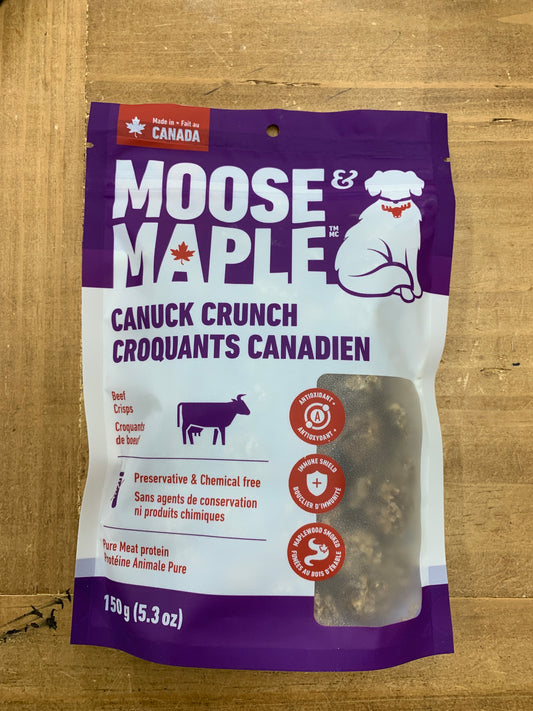 Made in • Fait au
CANADA
MOOSE &
MAPLE TM MC
CANUCK CRUNCH
CROQUANTS CANADIEN
Beef
Crisps
Croquants
de boeuf
ANTIOXIDANT +
A
ANTIOXYDANT +
IMMUNE SHIELD
BOUCLIER D'IMMUNITÉ
Preservative & Chemical free
Sans agents de conservation
ni produits chimiques
MAPLEWOOD SMOKED
FUMÉES AU BOIS D'ÉRABLE
Pure Meat protein
Protéine Animale Pure
150 g (5.3 oz)